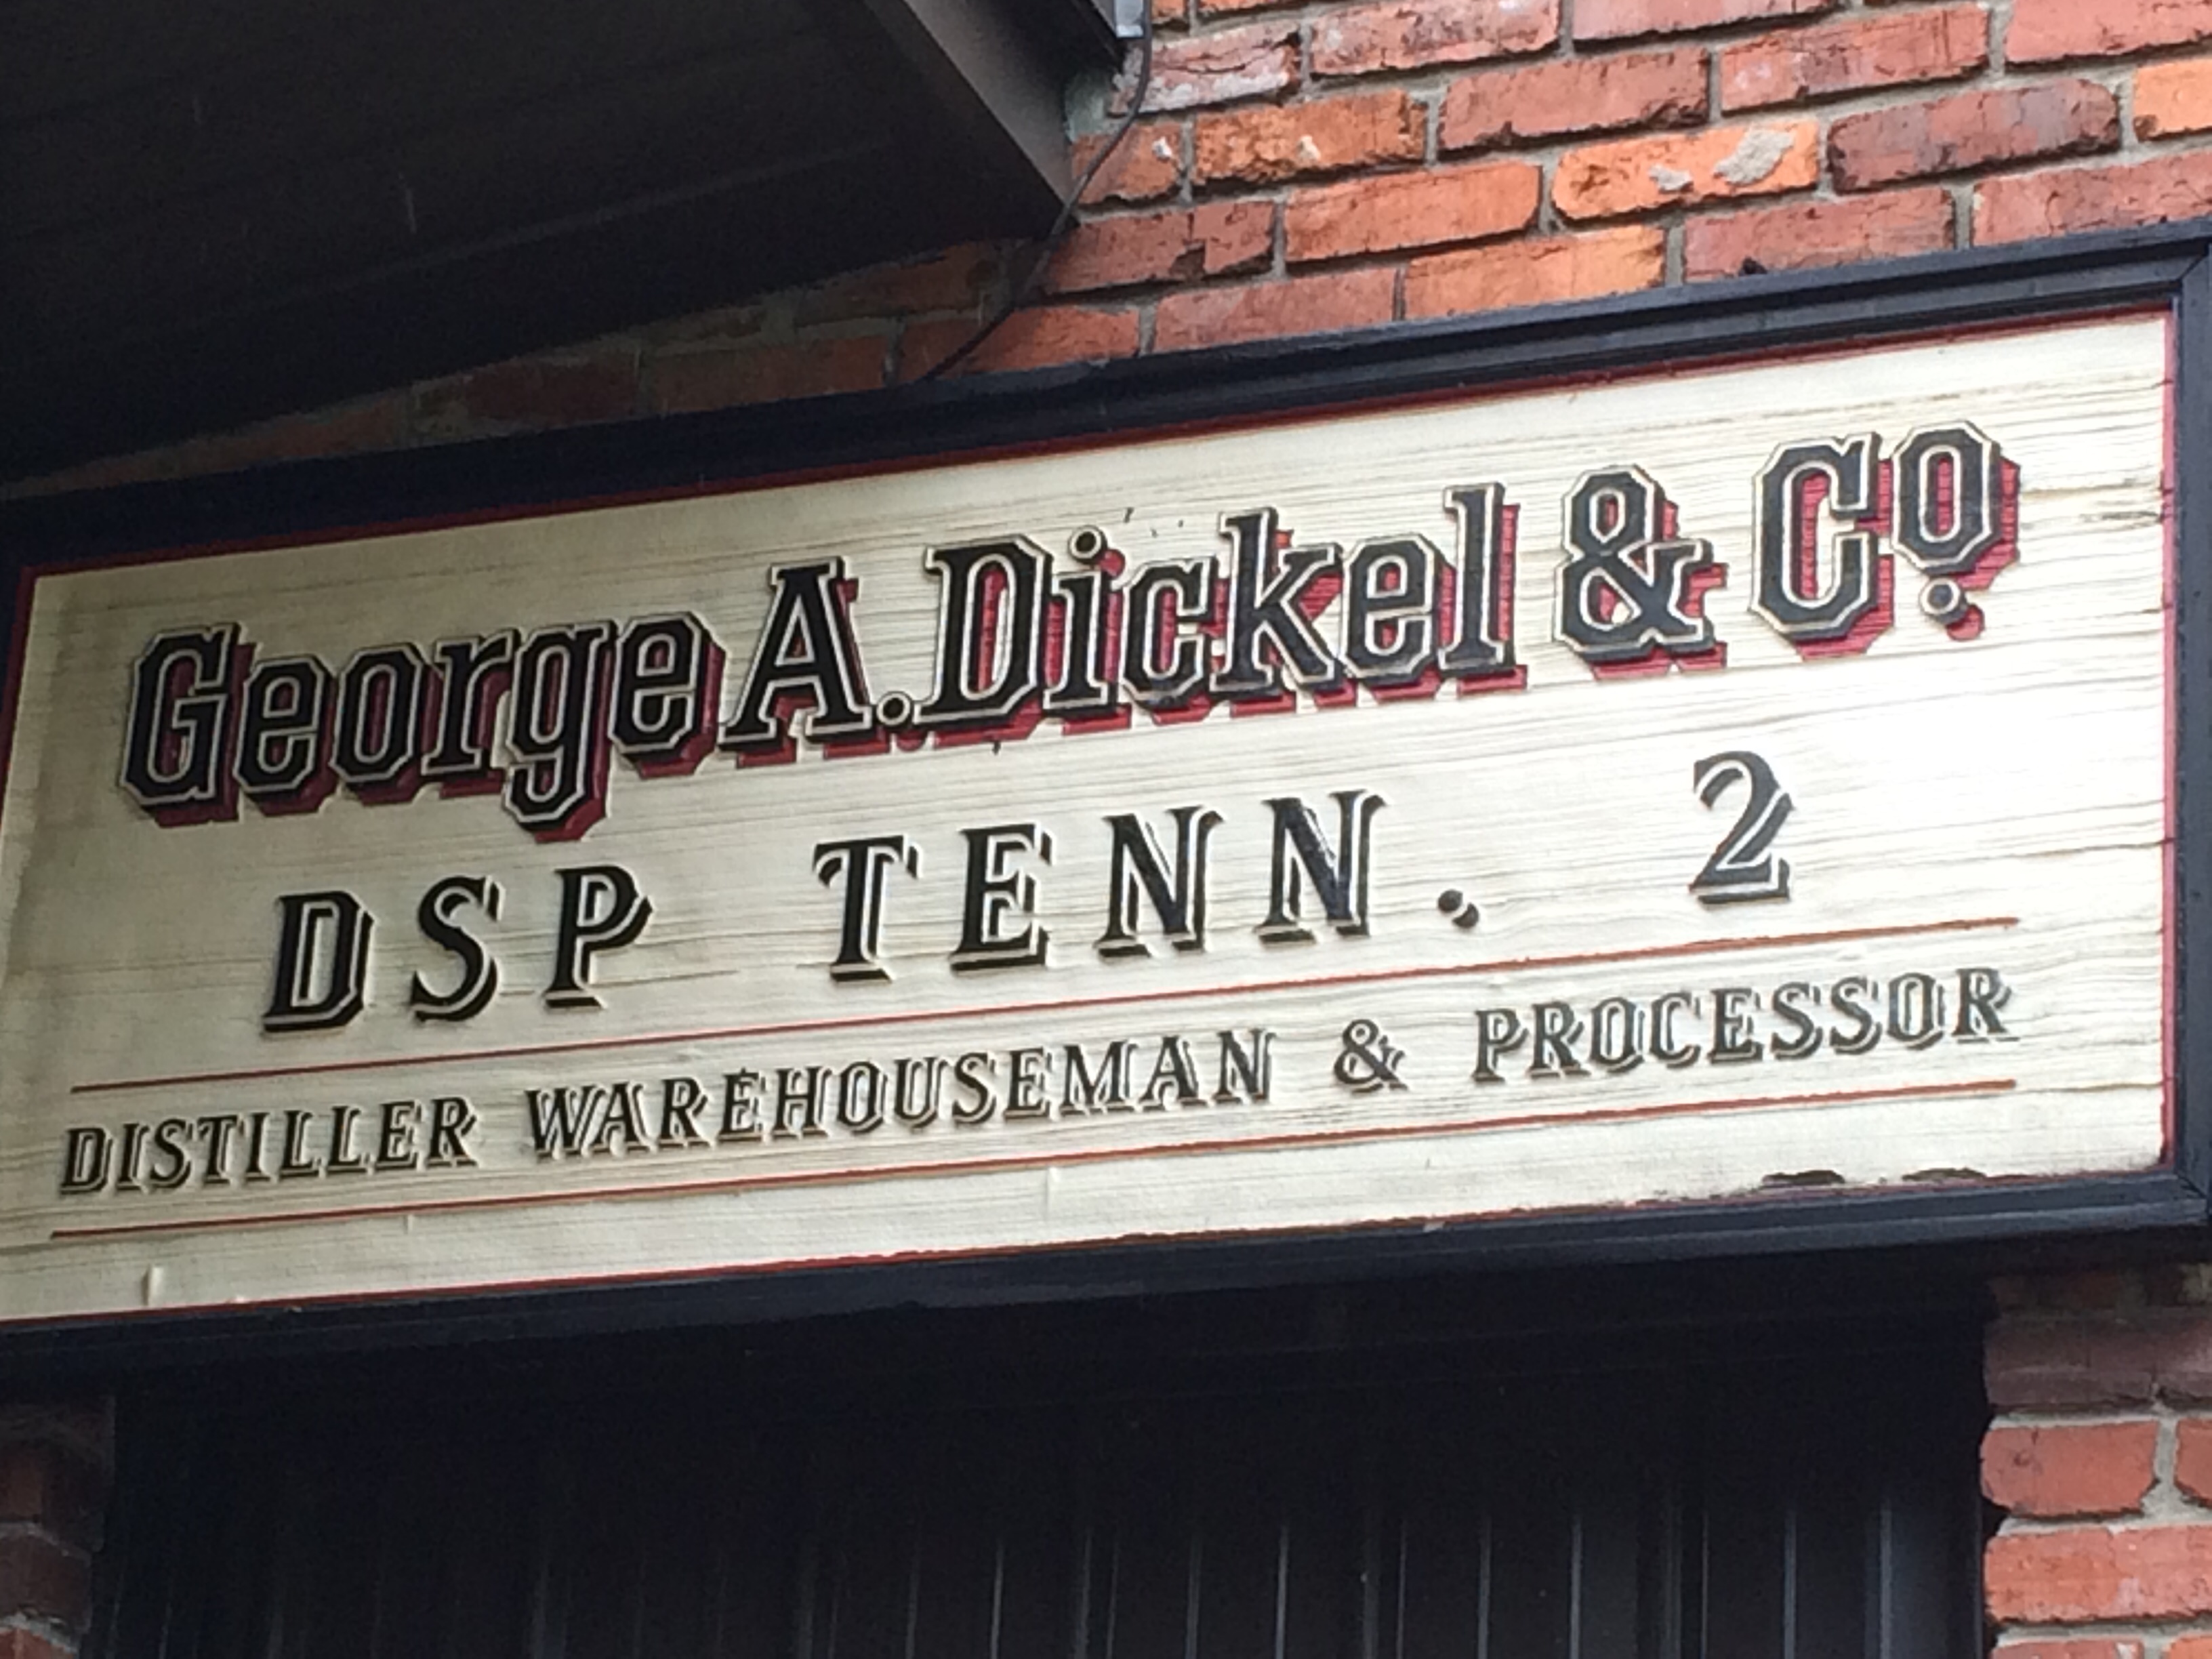 George A. Dickel & Co.
DSP TENN. 2
DISTILLER WAREHOUSEMAN & PROCESSOR